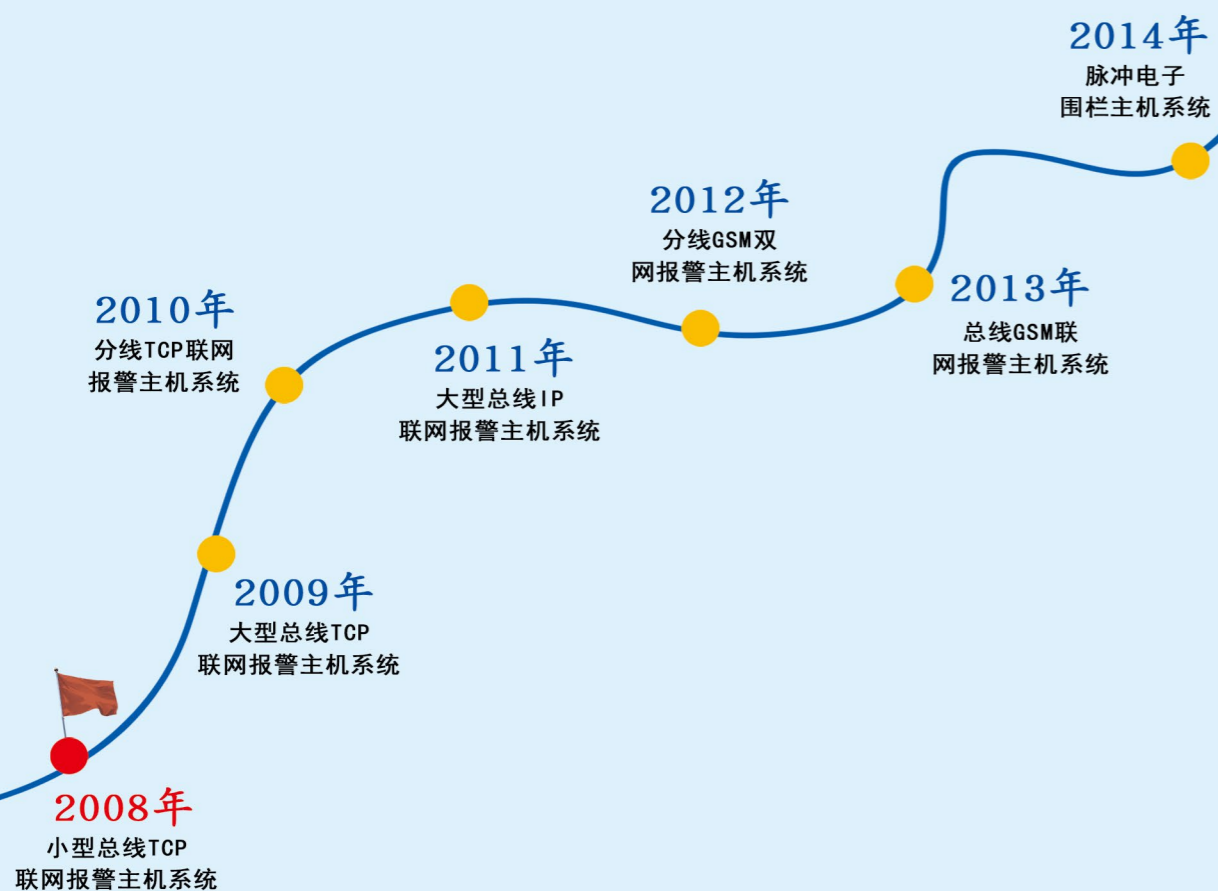 2014年
脉冲电子
围栏主机系统
2012年
分线GSM双
网报警主机系统
2013年
总线GSM联
网报警主机系统
2010年
分线TCP联网
报警主机系统
2011年
大型总线IP
联网报警主机系统
2009年
大型总线TCP
联网报警主机系统
2008年
小型总线TCP
联网报警主机系统